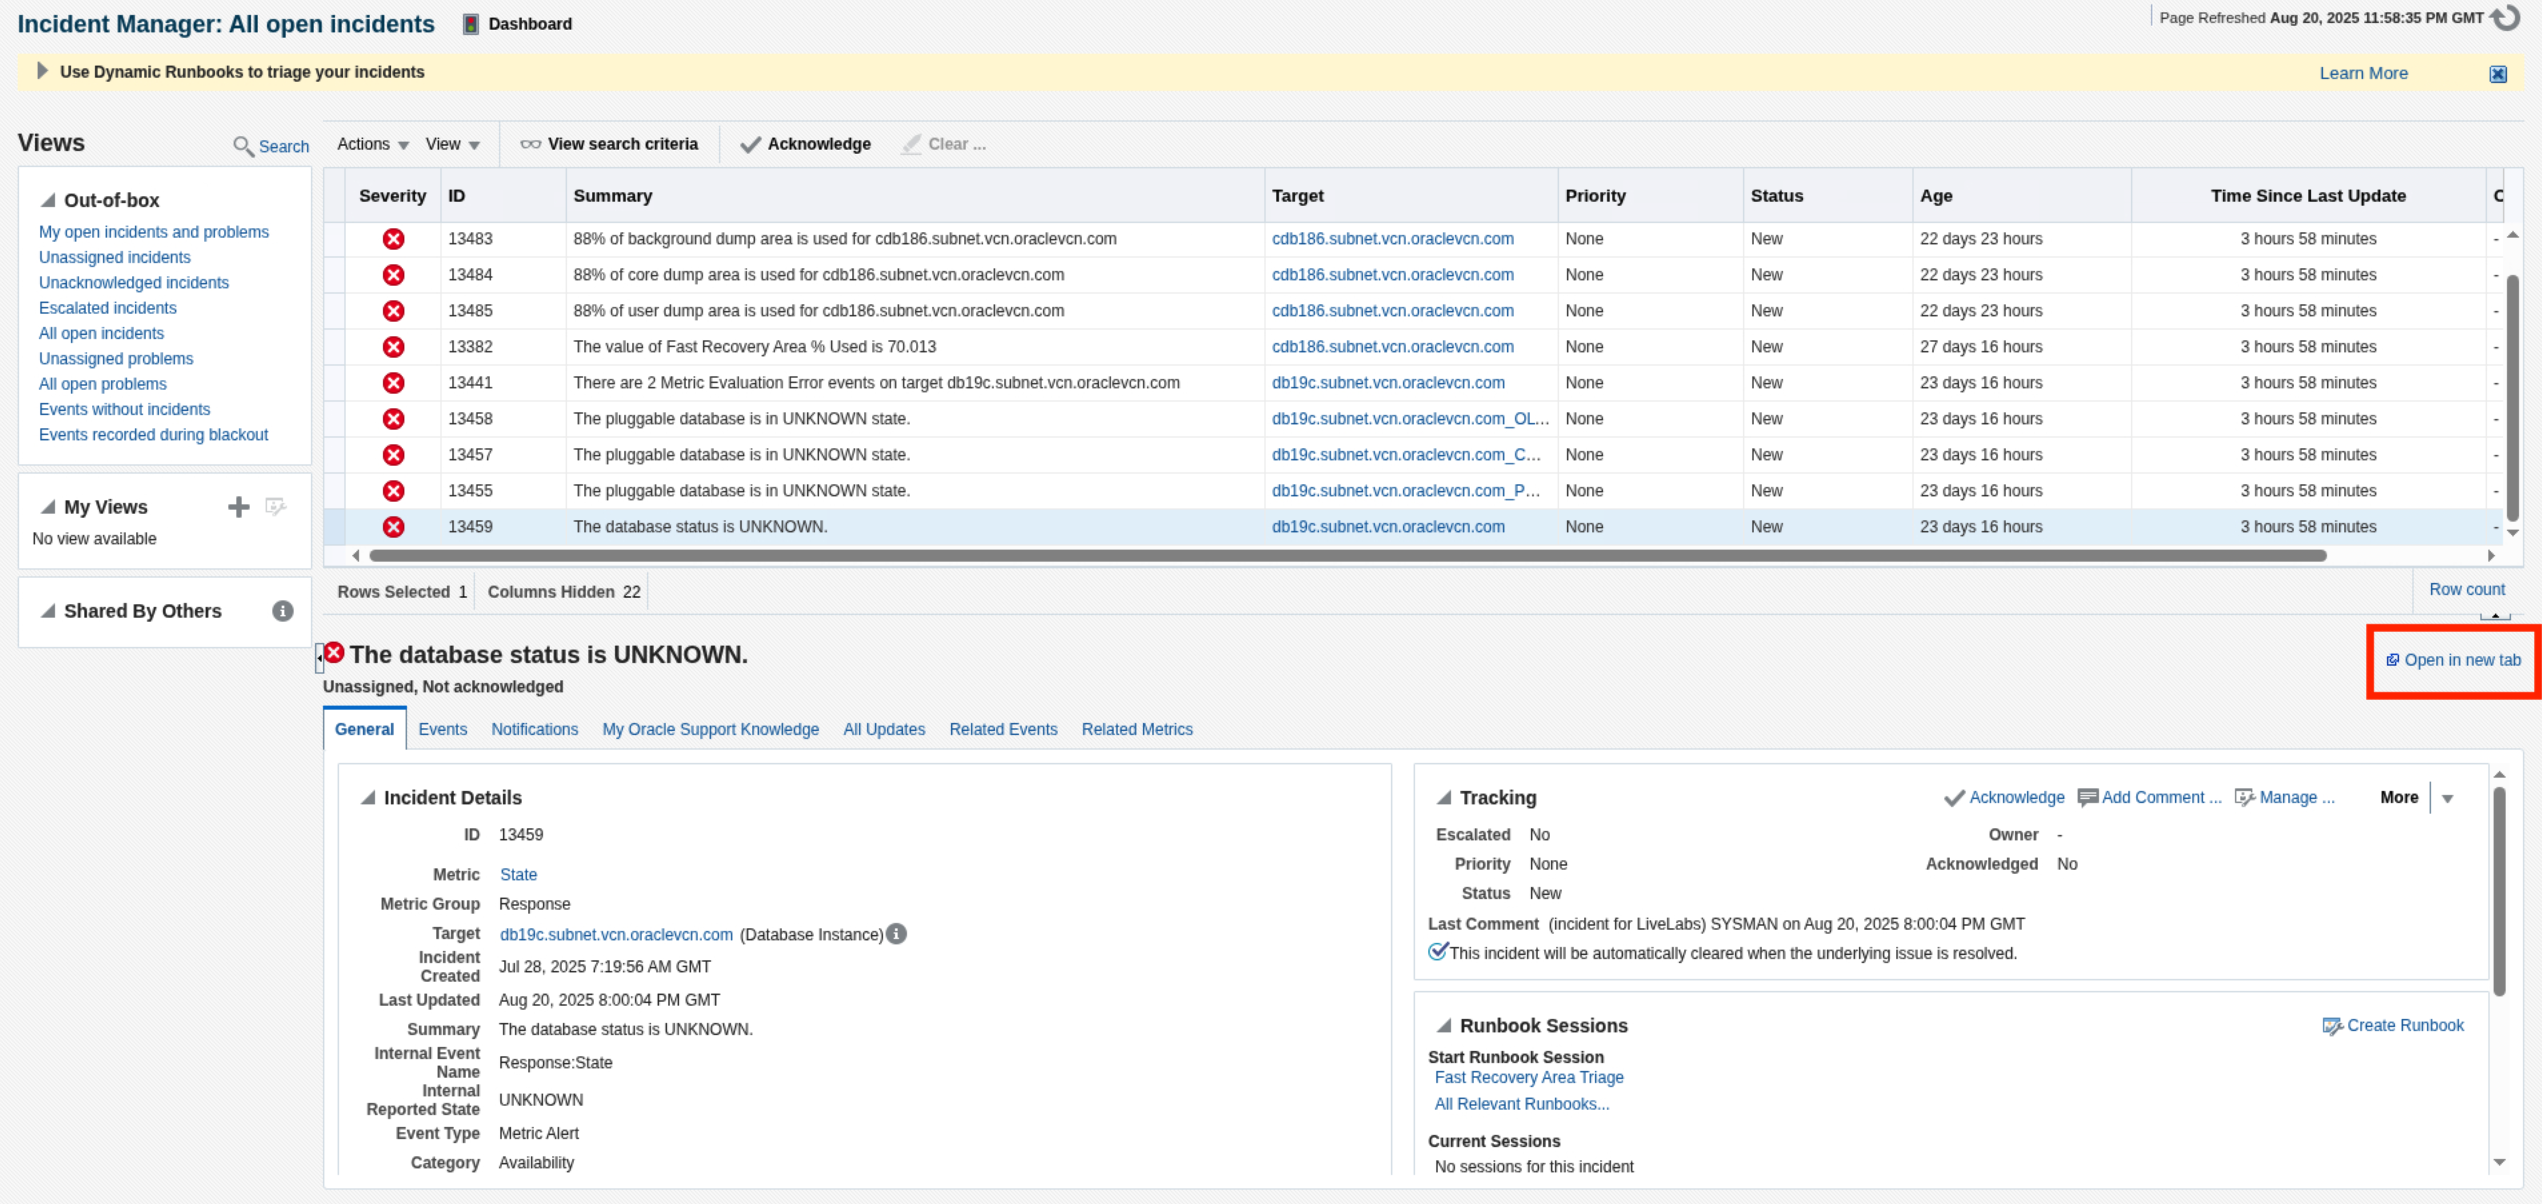 Incident Manager: All open incidents Dashboard Page Refreshed Aug 20, 2025 11:58:35 PM GMT
Use Dynamic Runbooks to triage your incidents Learn More
Views Search
Out-of-box
My open incidents and problems
Unassigned incidents
Unacknowledged incidents
Escalated incidents
All open incidents
Unassigned problems
All open problems
Events without incidents
Events recorded during blackout
My Views
No view available
Shared By Others
Actions View View search criteria Acknowledge Clear ...
Severity ID Summary Target Priority Status Age Time Since Last Update
13483 88% of background dump area is used for cdb186.subnet.vcn.oraclevcn.com cdb186.subnet.vcn.oraclevcn.com None New 22 days 23 hours 3 hours 58 minutes -
13484 88% of core dump area is used for cdb186.subnet.vcn.oraclevcn.com cdb186.subnet.vcn.oraclevcn.com None New 22 days 23 hours 3 hours 58 minutes -
13485 88% of user dump area is used for cdb186.subnet.vcn.oraclevcn.com cdb186.subnet.vcn.oraclevcn.com None New 22 days 23 hours 3 hours 58 minutes -
13382 The value of Fast Recovery Area % Used is 70.013 cdb186.subnet.vcn.oraclevcn.com None New 27 days 16 hours 3 hours 58 minutes -
13441 There are 2 Metric Evaluation Error events on target db19c.subnet.vcn.oraclevcn.com db19c.subnet.vcn.oraclevcn.com None New 23 days 16 hours 3 hours 58 minutes -
13458 The pluggable database is in UNKNOWN state. db19c.subnet.vcn.oraclevcn.com_OL... None New 23 days 16 hours 3 hours 58 minutes -
13457 The pluggable database is in UNKNOWN state. db19c.subnet.vcn.oraclevcn.com_C... None New 23 days 16 hours 3 hours 58 minutes -
13455 The pluggable database is in UNKNOWN state. db19c.subnet.vcn.oraclevcn.com_P... None New 23 days 16 hours 3 hours 58 minutes -
13459 The database status is UNKNOWN. db19c.subnet.vcn.oraclevcn.com None New 23 days 16 hours 3 hours 58 minutes -
Rows Selected 1 Columns Hidden 22 Row count
The database status is UNKNOWN. Open in new tab
Unassigned, Not acknowledged
General Events Notifications My Oracle Support Knowledge All Updates Related Events Related Metrics
Incident Details
ID 13459
Metric State
Metric Group Response
Target db19c.subnet.vcn.oraclevcn.com (Database Instance)
Incident
Created Jul 28, 2025 7:19:56 AM GMT
Last Updated Aug 20, 2025 8:00:04 PM GMT
Summary The database status is UNKNOWN.
Internal Event
Name Response:State
Internal
Reported State UNKNOWN
Event Type Metric Alert
Category Availability
Tracking Acknowledge Add Comment ... Manage ... More
Escalated No Owner -
Priority None Acknowledged No
Status New
Last Comment (incident for LiveLabs) SYSMAN on Aug 20, 2025 8:00:04 PM GMT
This incident will be automatically cleared when the underlying issue is resolved.
Runbook Sessions Create Runbook
Start Runbook Session
Fast Recovery Area Triage
All Relevant Runbooks...
Current Sessions
No sessions for this incident